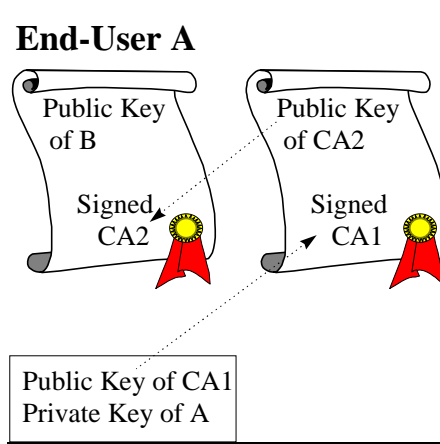 End-User A
Public Key
of B
Signed
CA2
Public Key
of CA2
Signed
CA1
Public Key of CA1
Private Key of A